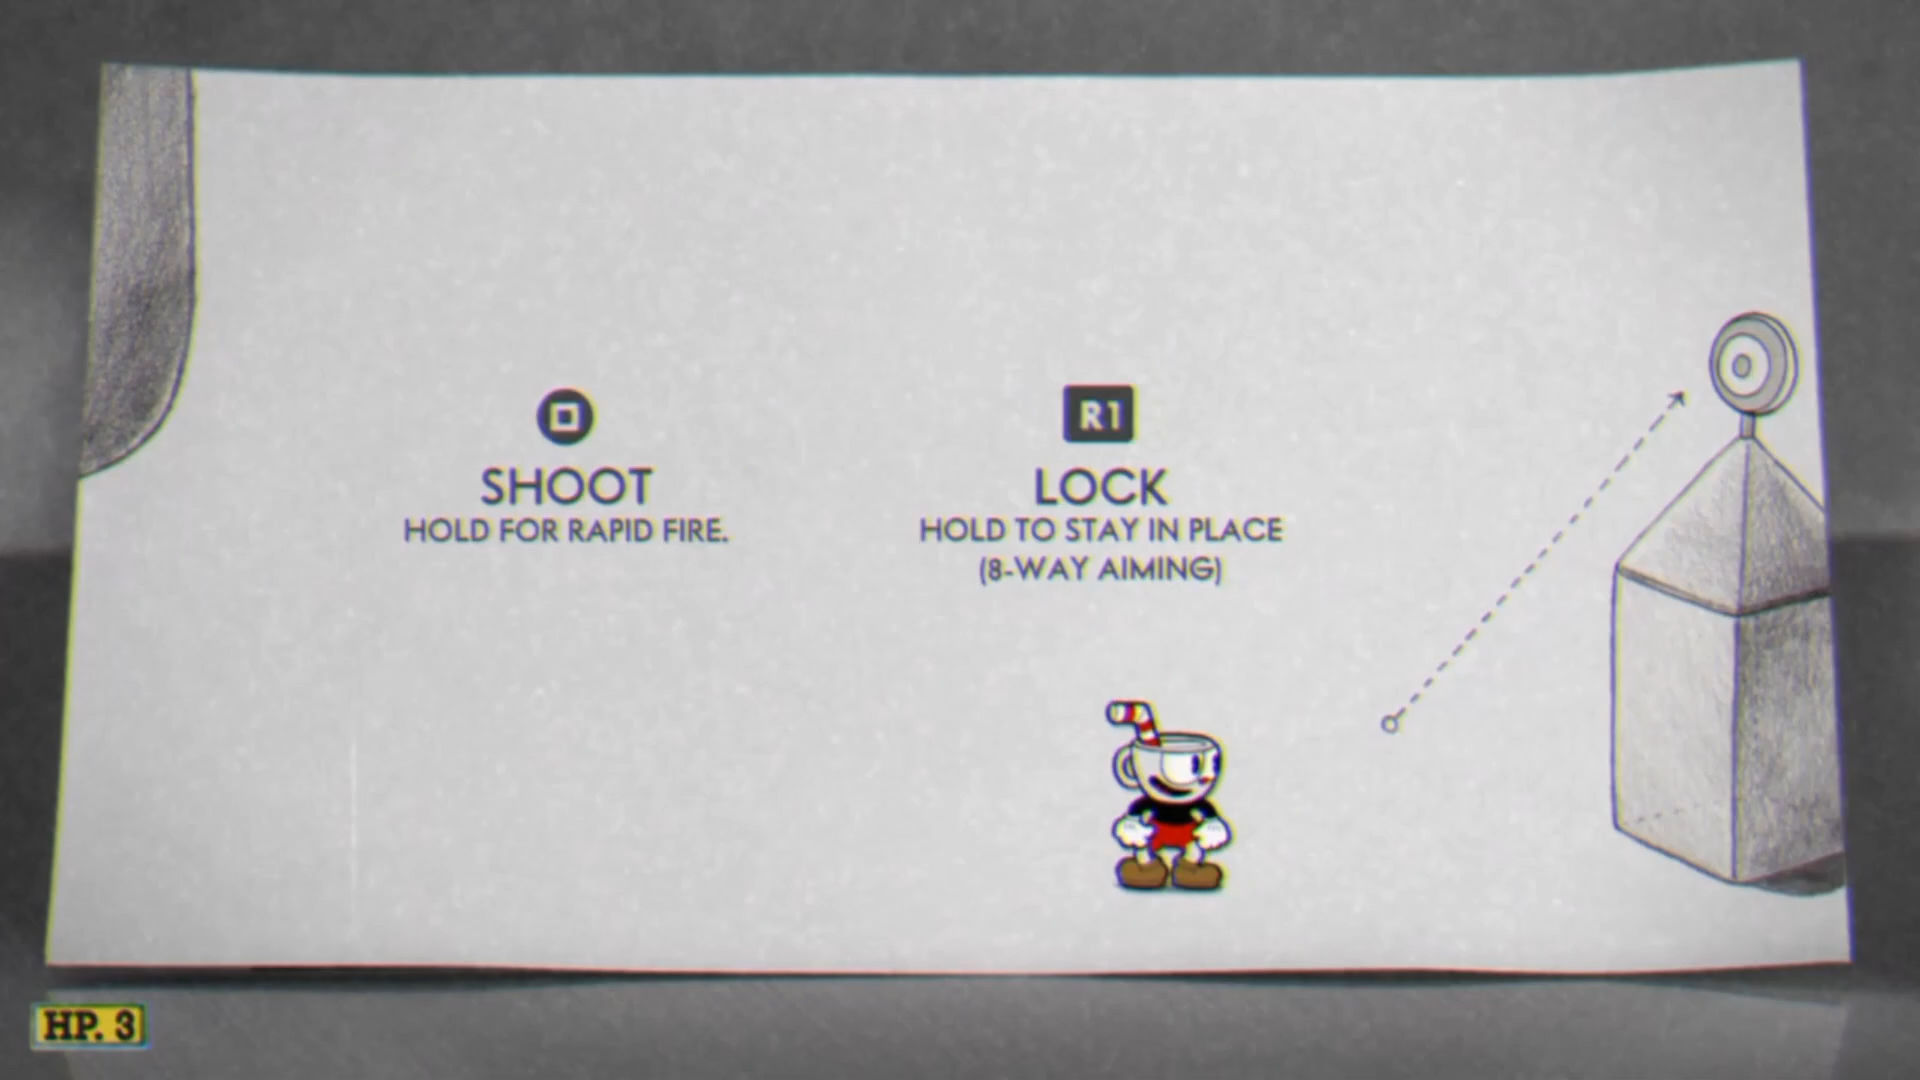 R1
SHOOT
LOCK
HOLD FOR RAPID FIRE.
HOLD TO STAY IN PLACE
(8-WAY AIMING)
HP. 3